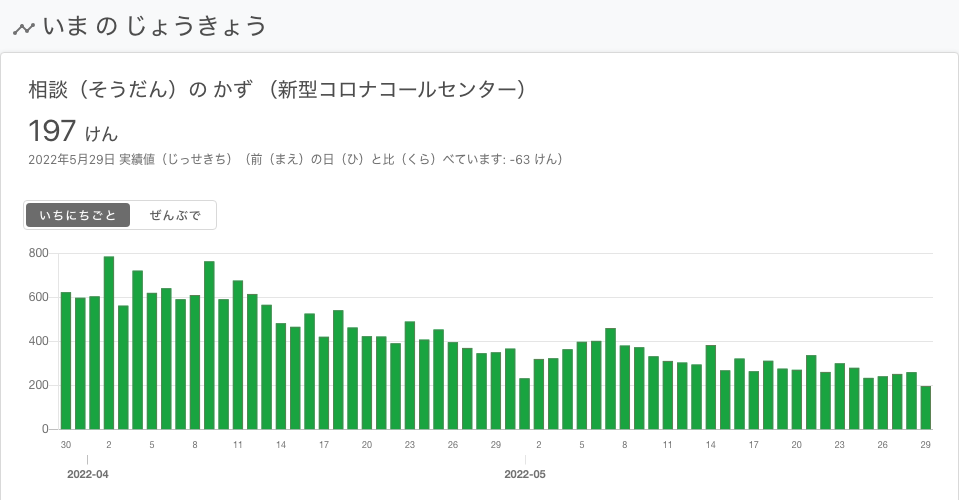 いま の じょうきょう
相談（そうだん）の かず （新型コロナコールセンター）
197 けん
2022年5月29日 実績値（じっせきち）（前（まえ）の日（ひ）と比（くら）べています: -63 けん）
いちにちごと ぜんぶで
800
600
400
200
0
30 2 5 8 11 14 17 20 23 26 29 2 5 8 11 14 17 20 23 26 29
2022-04 2022-05